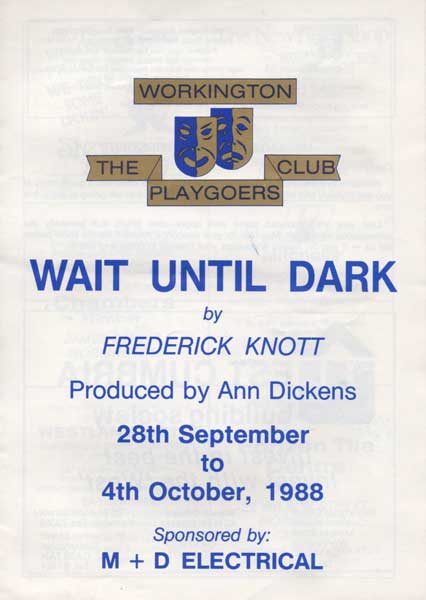 WORKINGTON
THE PLAYGOERS CLUB
WAIT UNTIL DARK
by
FREDERICK KNOTT
Produced by Ann Dickens
28th September
to
4th October, 1988
Sponsored by:
M + D ELECTRICAL